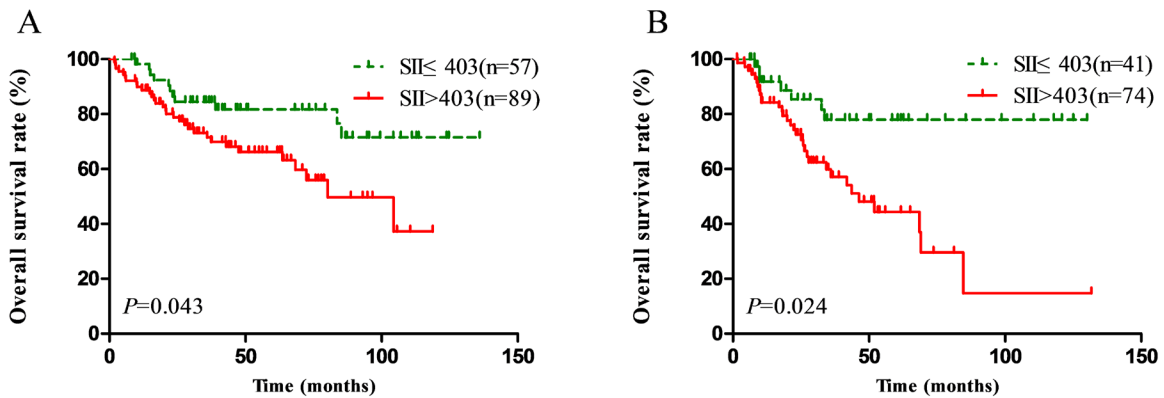 A
Overall survival rate (%)
100
80
60
40
20
0
SII≤ 403(n=57)
SII>403(n=89)
P=0.043
0
50
100
150
Time (months)
B
Overall survival rate (%)
100
80
60
40
20
0
SII≤ 403(n=41)
SII>403(n=74)
P=0.024
0
50
100
150
Time (months)